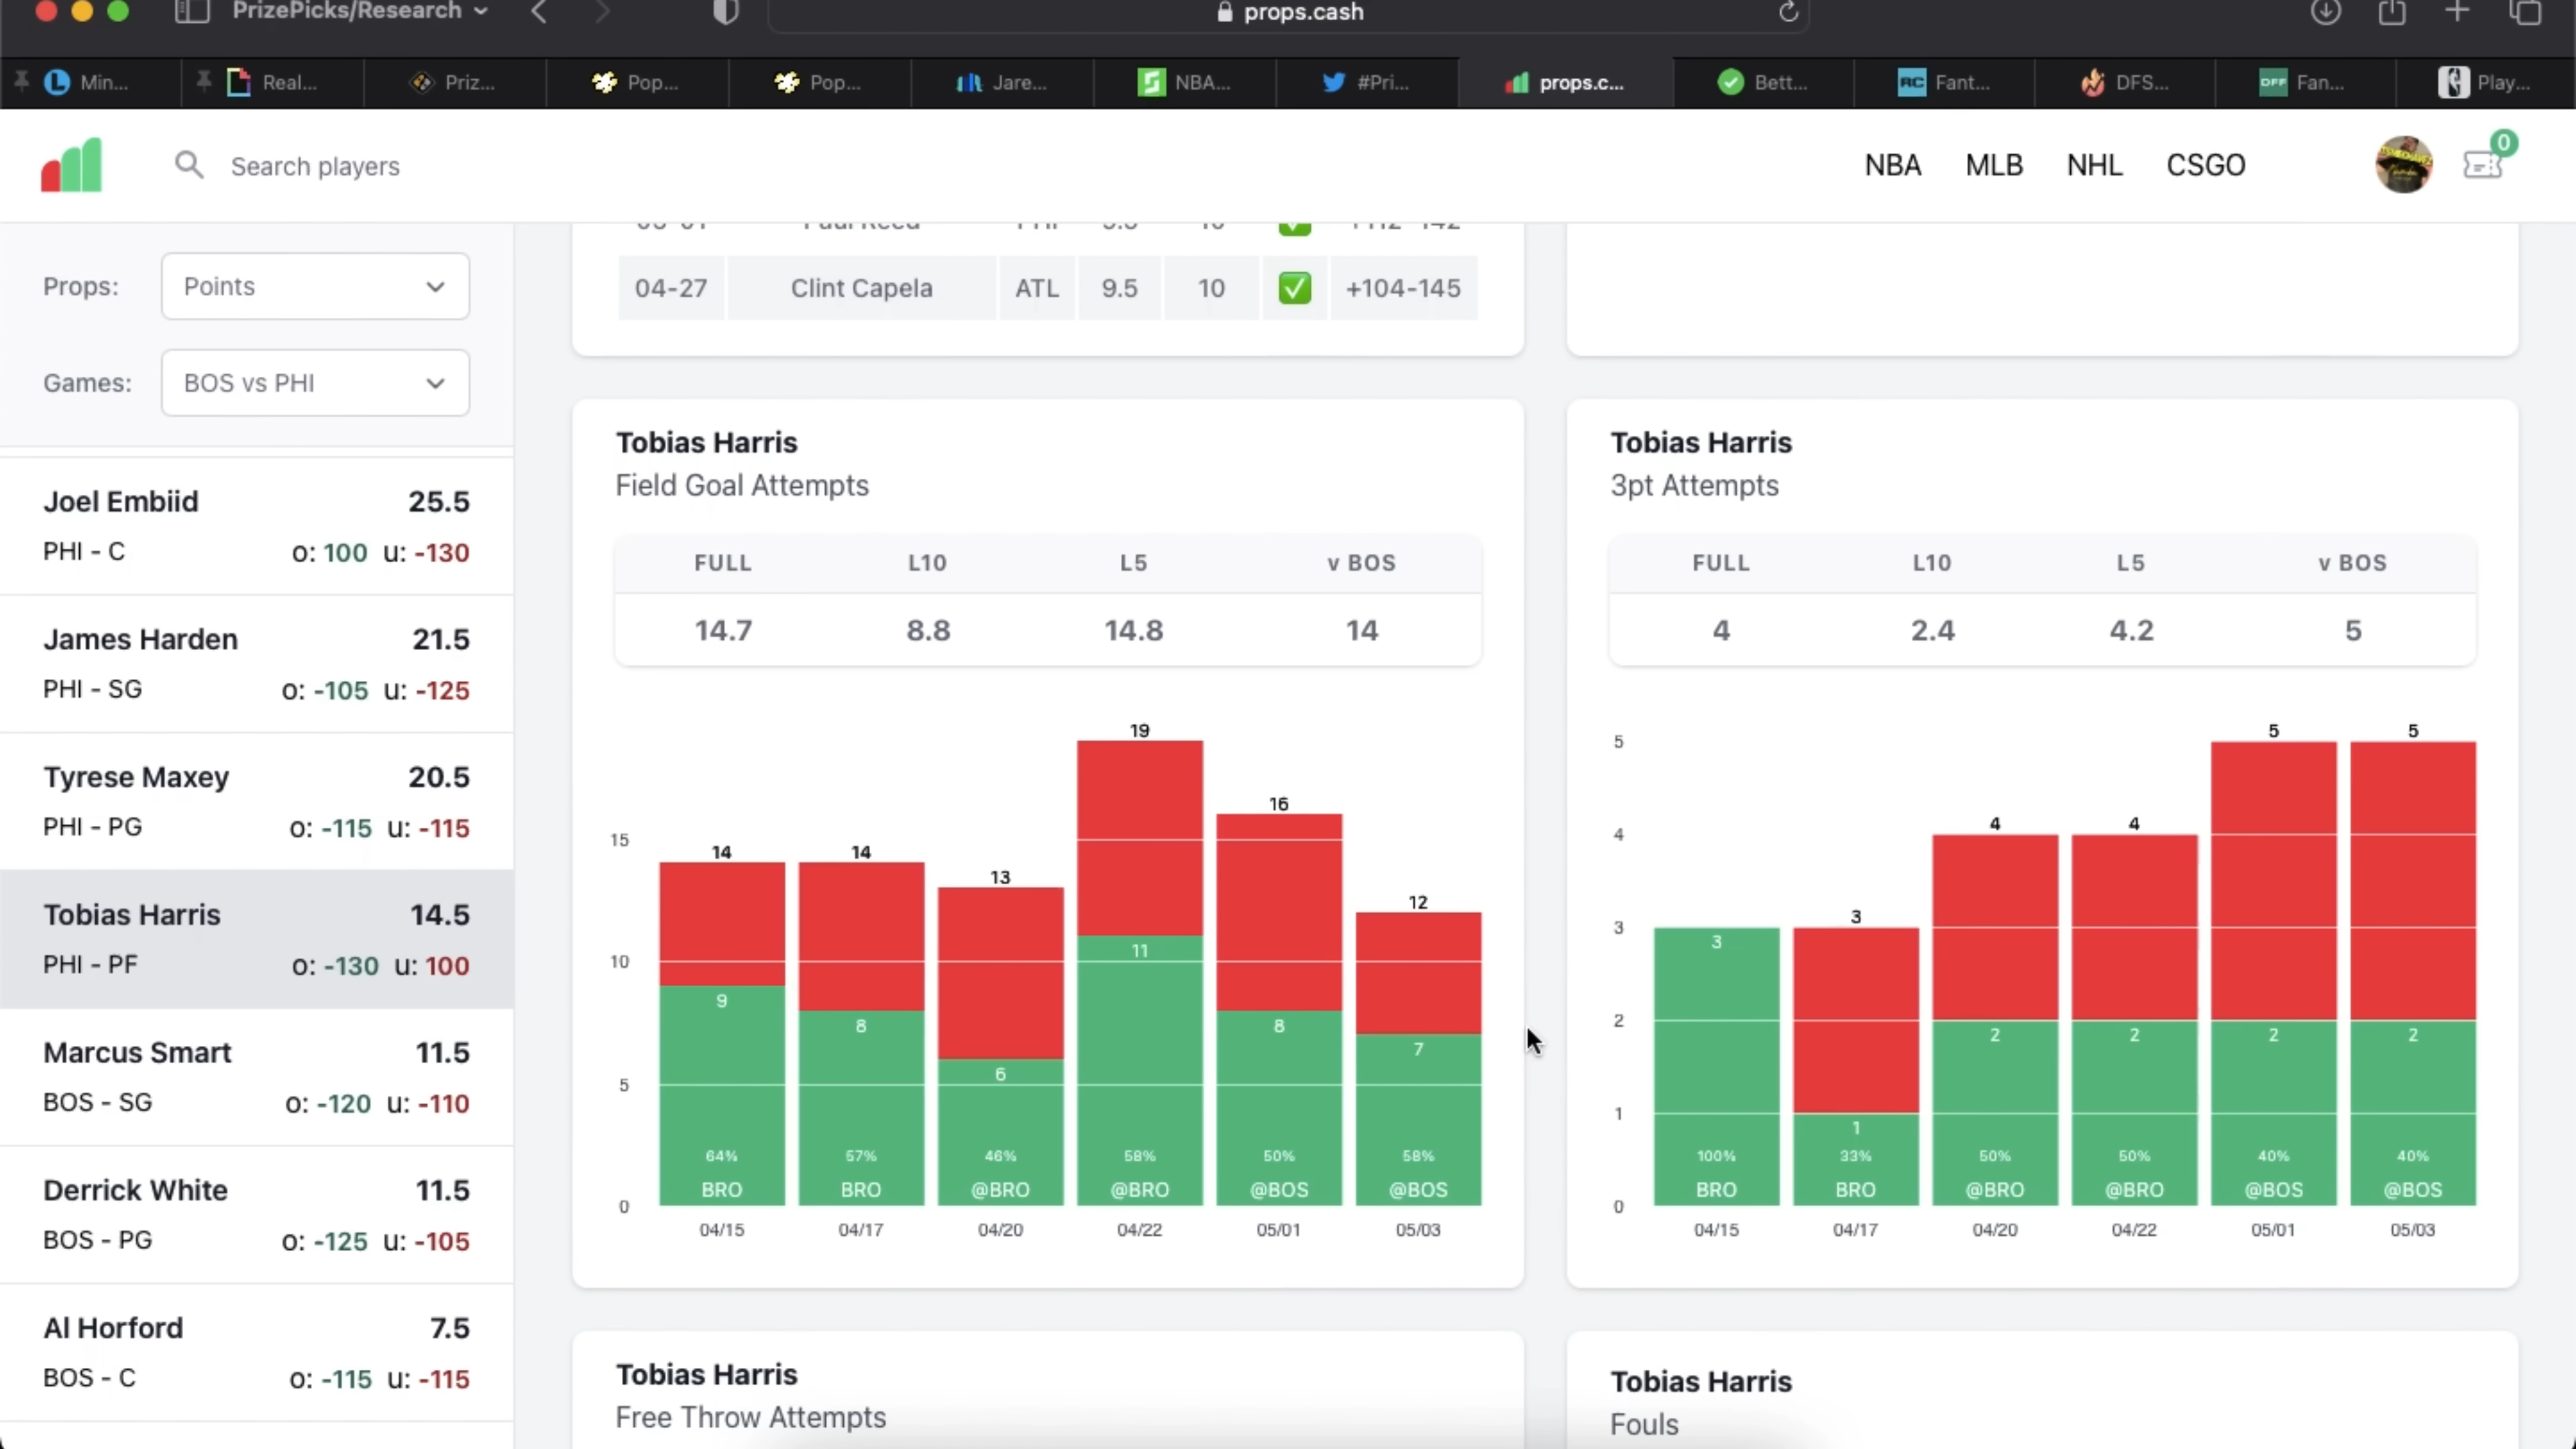 PrizePicks/Research
props.cash
Min...
Real...
Priz...
Pop...
Pop...
Jare...
NBA...
#Pri...
props.c...
Bett...
RC Fant...
DFS...
DFF Fan...
Play...
Search players
NBA MLB NHL CSGO
0
Props: Points
Games: BOS vs PHI
Joel Embiid 25.5
PHI - C o: 100 u: -130
James Harden 21.5
PHI - SG o: -105 u: -125
Tyrese Maxey 20.5
PHI - PG o: -115 u: -115
Tobias Harris 14.5
PHI - PF o: -130 u: 100
Marcus Smart 11.5
BOS - SG o: -120 u: -110
Derrick White 11.5
BOS - PG o: -125 u: -105
Al Horford 7.5
BOS - C o: -115 u: -115
04-27 Clint Capela ATL 9.5 10 ✅ +104-145
Tobias Harris
Field Goal Attempts
FULL L10 L5 v BOS
14.7 8.8 14.8 14
15
10
5
0
14 14 13 19 16 12
9 8 6 11 8 7
64% 57% 46% 58% 50% 58%
BRO BRO @BRO @BRO @BOS @BOS
04/15 04/17 04/20 04/22 05/01 05/03
Tobias Harris
3pt Attempts
FULL L10 L5 v BOS
4 2.4 4.2 5
5
4
3
2
1
0
3 4 4 5 5
3 1 2 2 2 2
100% 33% 50% 50% 40% 40%
BRO BRO @BRO @BRO @BOS @BOS
04/15 04/17 04/20 04/22 05/01 05/03
Tobias Harris
Free Throw Attempts
Tobias Harris
Fouls